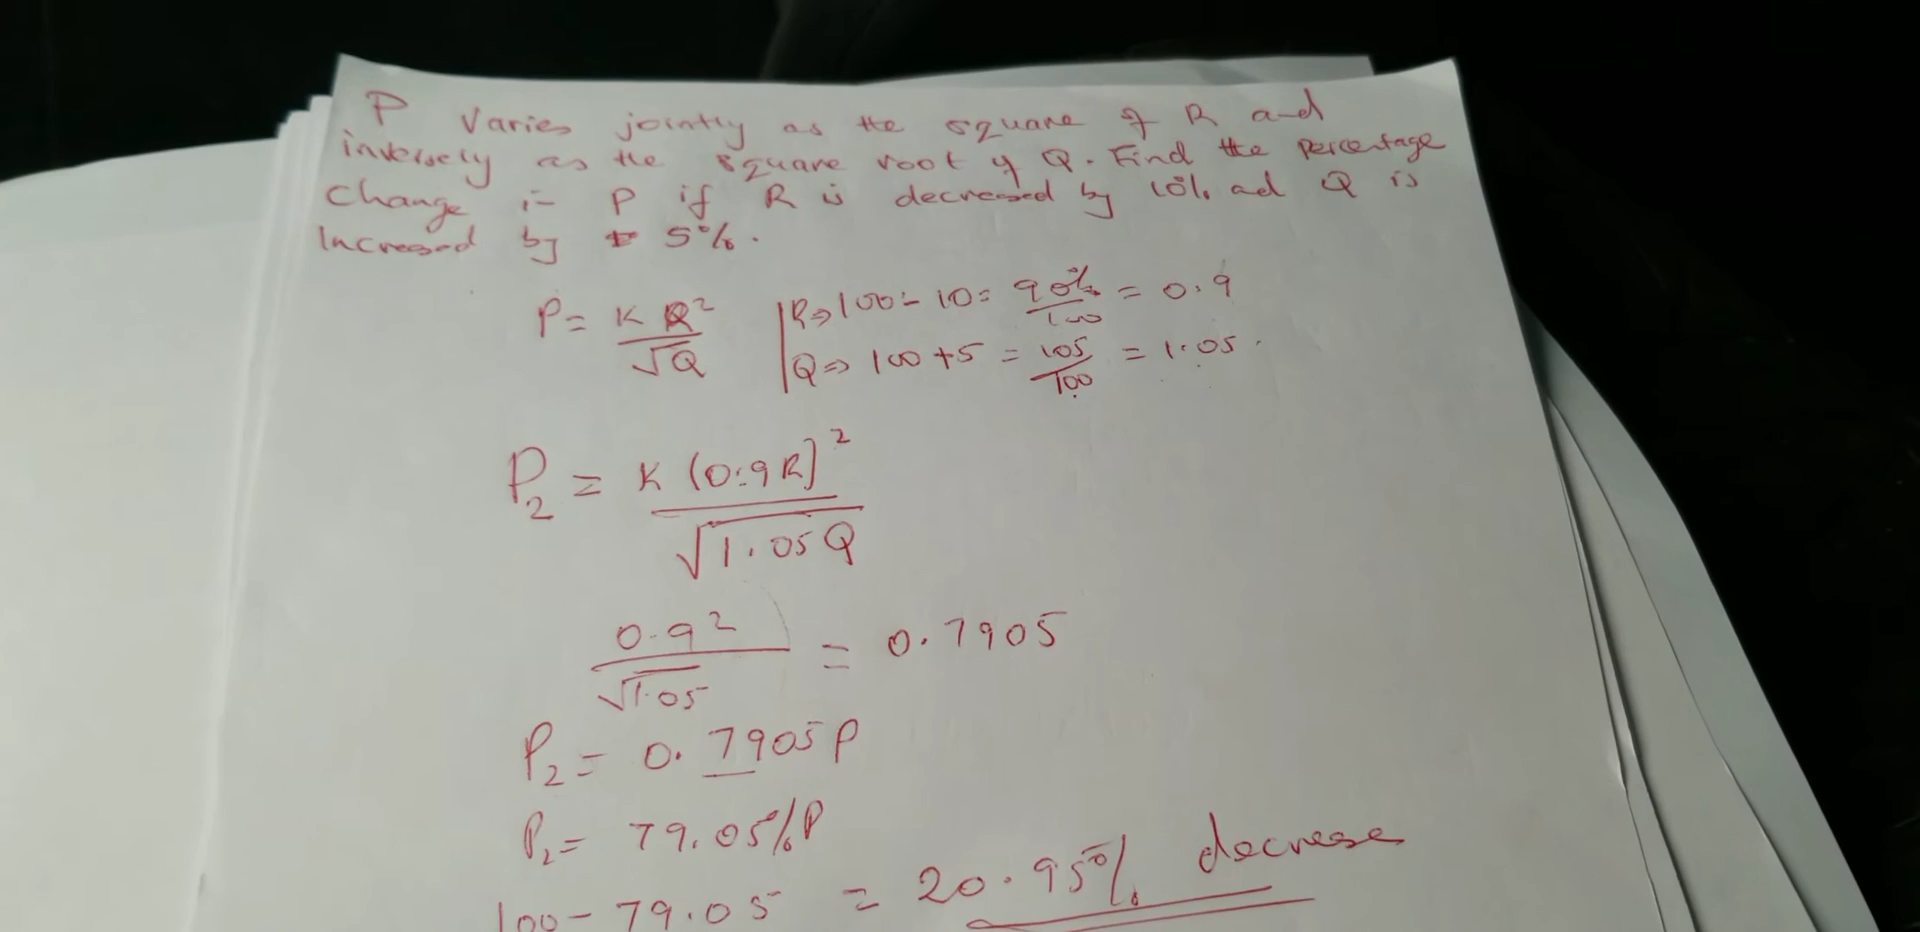 P varies jointly as the square of R and
inversely as the square root of Q. Find the percentage
change in P if R is decreased by 10% and Q is
Increased by 5%.
P = K R² / √Q | R ⇒ 100 - 10 = 90% / 100 = 0.9
| Q ⇒ 100 + 5 = 105 / 100 = 1.05
P₂ = K (0.9R)² / √1.05Q
0.9² / √1.05 = 0.7905
P₂ = 0.7905 P
P₂ = 79.05% P
100 - 79.05 = 20.95% decrease